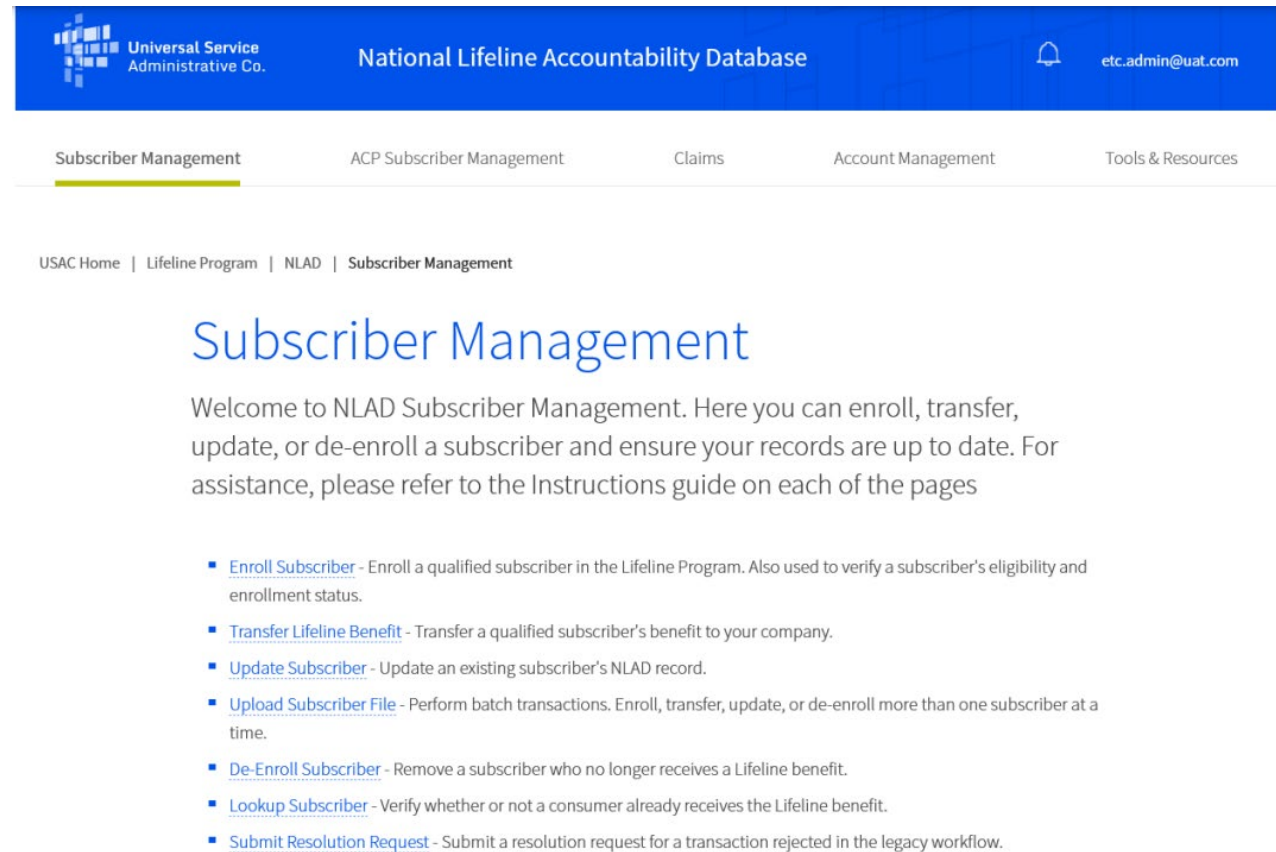 Universal Service
Administrative Co.
National Lifeline Accountability Database
etc.admin@uat.com
Subscriber Management
ACP Subscriber Management
Claims
Account Management
Tools & Resources
USAC Home | Lifeline Program | NLAD | Subscriber Management
Subscriber Management
Welcome to NLAD Subscriber Management. Here you can enroll, transfer,
update, or de-enroll a subscriber and ensure your records are up to date. For
assistance, please refer to the Instructions guide on each of the pages
Enroll Subscriber - Enroll a qualified subscriber in the Lifeline Program. Also used to verify a subscriber's eligibility and
enrollment status.
Transfer Lifeline Benefit - Transfer a qualified subscriber's benefit to your company.
Update Subscriber - Update an existing subscriber's NLAD record.
Upload Subscriber File - Perform batch transactions. Enroll, transfer, update, or de-enroll more than one subscriber at a
time.
De-Enroll Subscriber - Remove a subscriber who no longer receives a Lifeline benefit.
Lookup Subscriber - Verify whether or not a consumer already receives the Lifeline benefit.
Submit Resolution Request - Submit a resolution request for a transaction rejected in the legacy workflow.